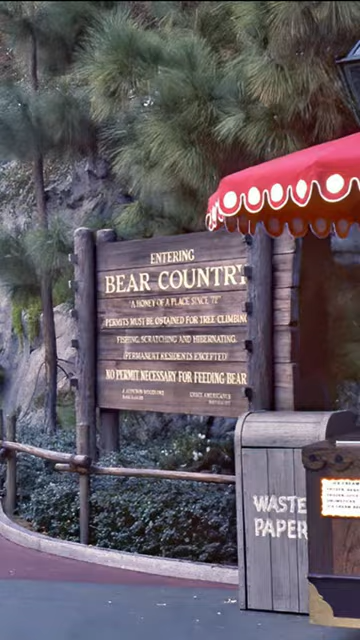 ENTERING
BEAR COUNTRY
"A HONEY OF A PLACE SINCE '72"
PERMITS MUST BE OBTAINED FOR TREE CLIMBING
FISHING, SCRATCHING AND HIBERNATING.
(PERMANENT RESIDENTS EXCEPTED)
NO PERMIT NECESSARY FOR FEEDING BEAR
WASTE
PAPER